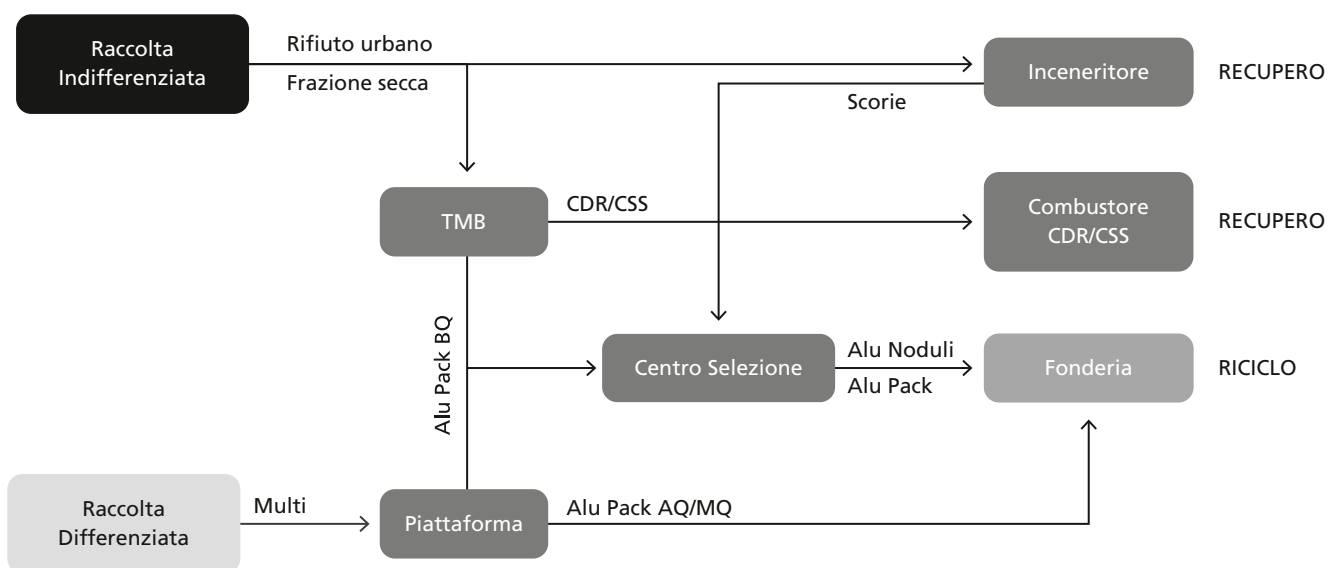 Raccolta
Indifferenziata
Rifiuto urbano
Frazione secca
Inceneritore
RECUPERO
Scorie
TMB
CDR/CSS
Combustore
CDR/CSS
RECUPERO
Alu Pack BQ
Centro Selezione
Alu Noduli
Alu Pack
Fonderia
RICICLO
Raccolta
Differenziata
Multi
Piattaforma
Alu Pack AQ/MQ